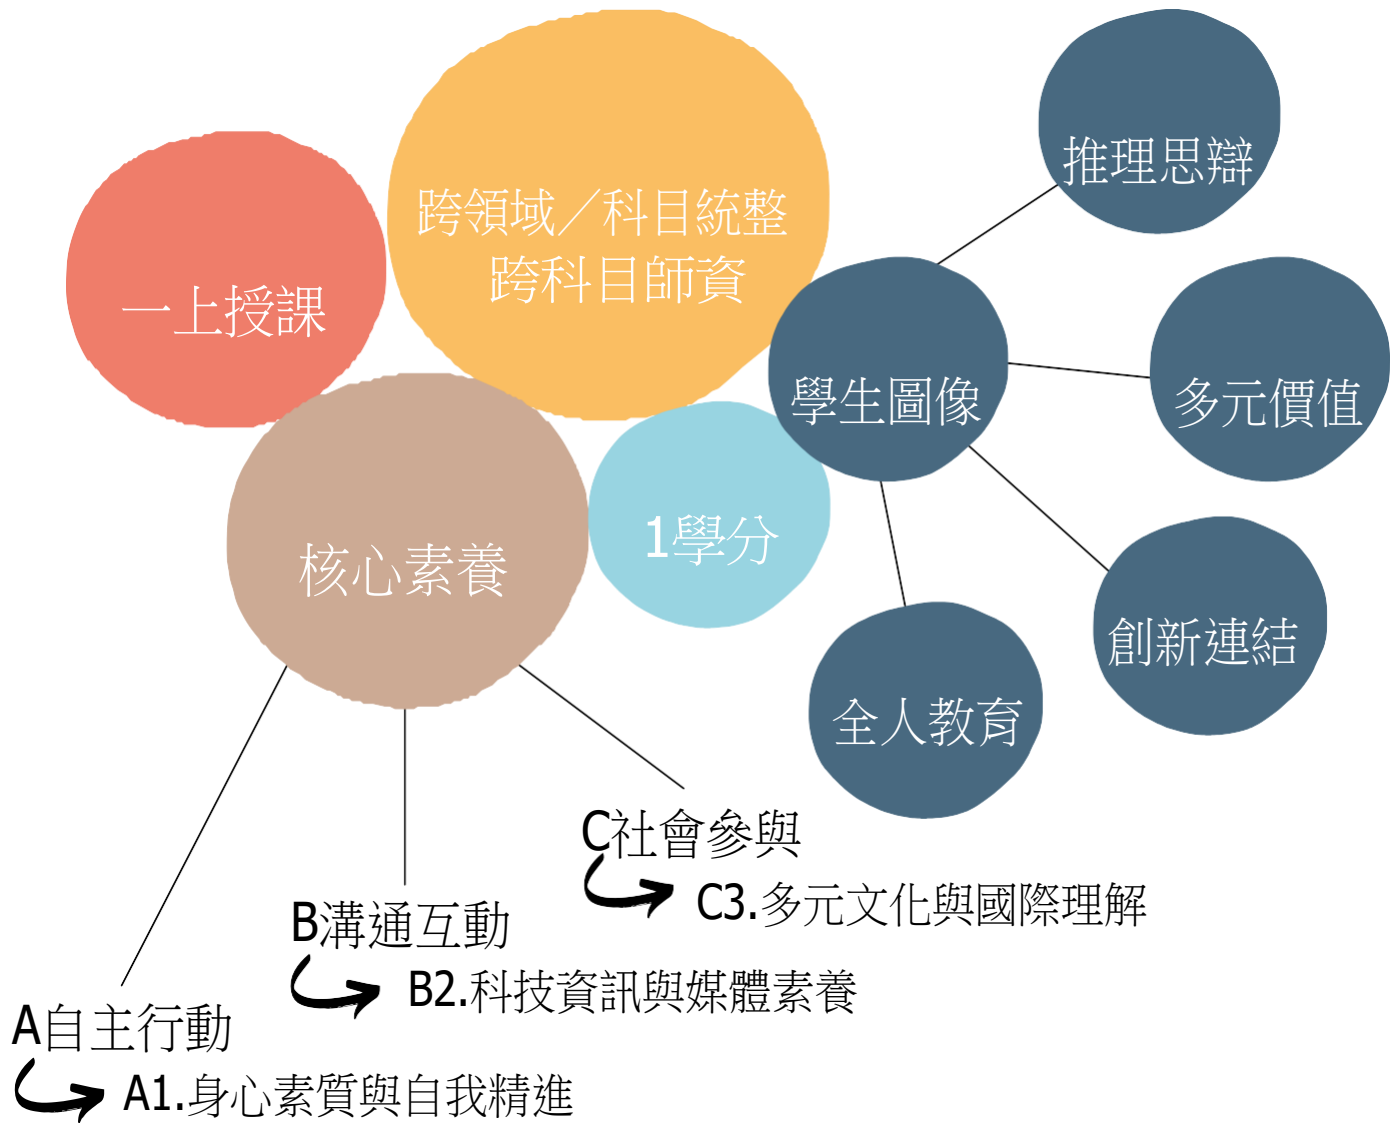 推理思辯
跨領域／科目統整
跨科目師資
一上授課
學生圖像
多元價值
1學分
核心素養
創新連結
全人教育
C社會參與
C3.多元文化與國際理解
B溝通互動
B2.科技資訊與媒體素養
A自主行動
A1.身心素質與自我精進